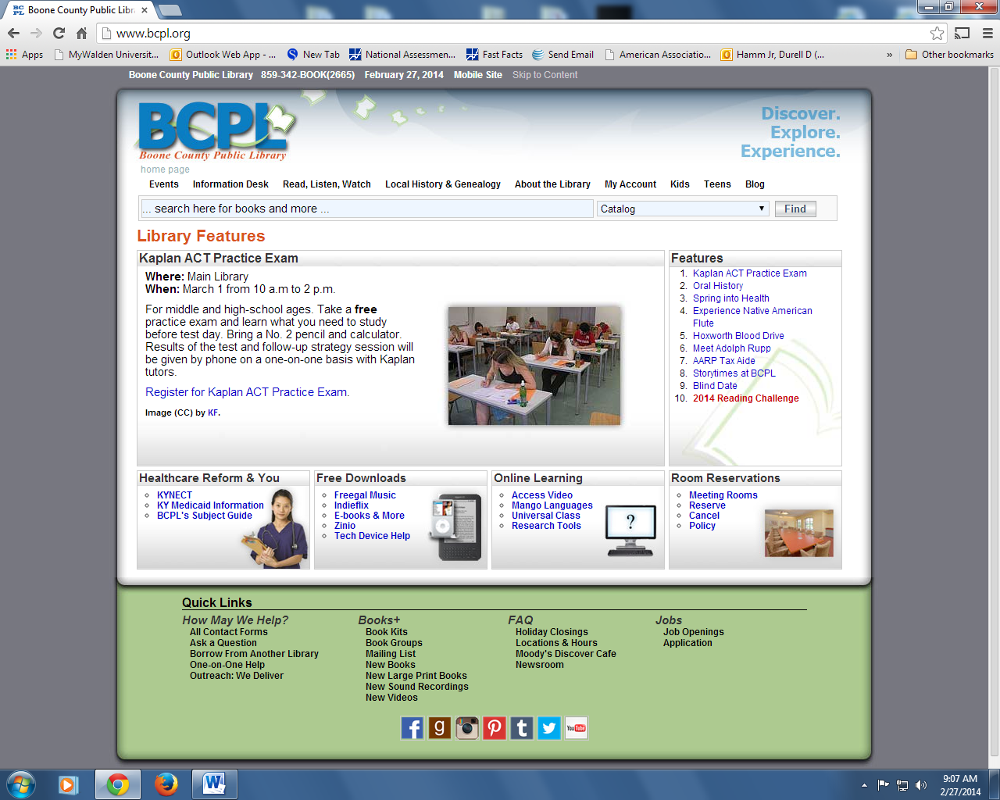 Boone County Public Libr
www.bcpl.org
Apps MyWalden Universit... Outlook Web App - ... New Tab National Assessmen... Fast Facts Send Email American Associatio... Hamm Jr, Durell D (... » Other bookmarks
Boone County Public Library 859-342-BOOK(2665) February 27, 2014 Mobile Site Skip to Content
BCPL
Boone County Public Library
Discover.
Explore.
Experience.
home page
Events Information Desk Read, Listen, Watch Local History & Genealogy About the Library My Account Kids Teens Blog
... search here for books and more ... Catalog Find
Library Features
Kaplan ACT Practice Exam
Where: Main Library
When: March 1 from 10 a.m to 2 p.m.
For middle and high-school ages. Take a free
practice exam and learn what you need to study
before test day. Bring a No. 2 pencil and calculator.
Results of the test and follow-up strategy session will
be given by phone on a one-on-one basis with Kaplan
tutors.
Register for Kaplan ACT Practice Exam.
Image (CC) by KF.
Features
1. Kaplan ACT Practice Exam
2. Oral History
3. Spring into Health
4. Experience Native American
Flute
5. Hoxworth Blood Drive
6. Meet Adolph Rupp
7. AARP Tax Aide
8. Storytimes at BCPL
9. Blind Date
10. 2014 Reading Challenge
Healthcare Reform & You
KYNECT
KY Medicaid Information
BCPL's Subject Guide
Free Downloads
Freegal Music
Indieflix
E-books & More
Zinio
Tech Device Help
Online Learning
Access Video
Mango Languages
Universal Class
Research Tools
?
Room Reservations
Meeting Rooms
Reserve
Cancel
Policy
Quick Links
How May We Help?
All Contact Forms
Ask a Question
Borrow From Another Library
One-on-One Help
Outreach: We Deliver
Books+
Book Kits
Book Groups
Mailing List
New Books
New Large Print Books
New Sound Recordings
New Videos
FAQ
Holiday Closings
Locations & Hours
Moody's Discover Cafe
Newsroom
Jobs
Job Openings
Application
f g t You Tube
9:07 AM
2/27/2014